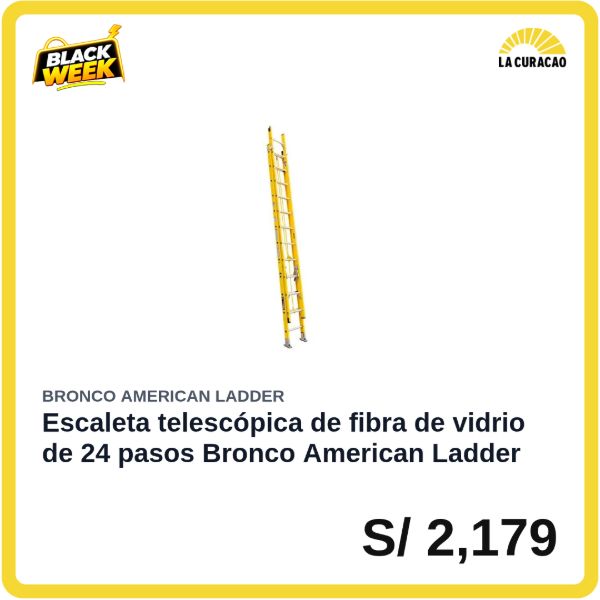 BLACK
WEEK
LA CURACAO
BRONCO AMERICAN LADDER
Escaleta telescópica de fibra de vidrio
de 24 pasos Bronco American Ladder
S/ 2,179